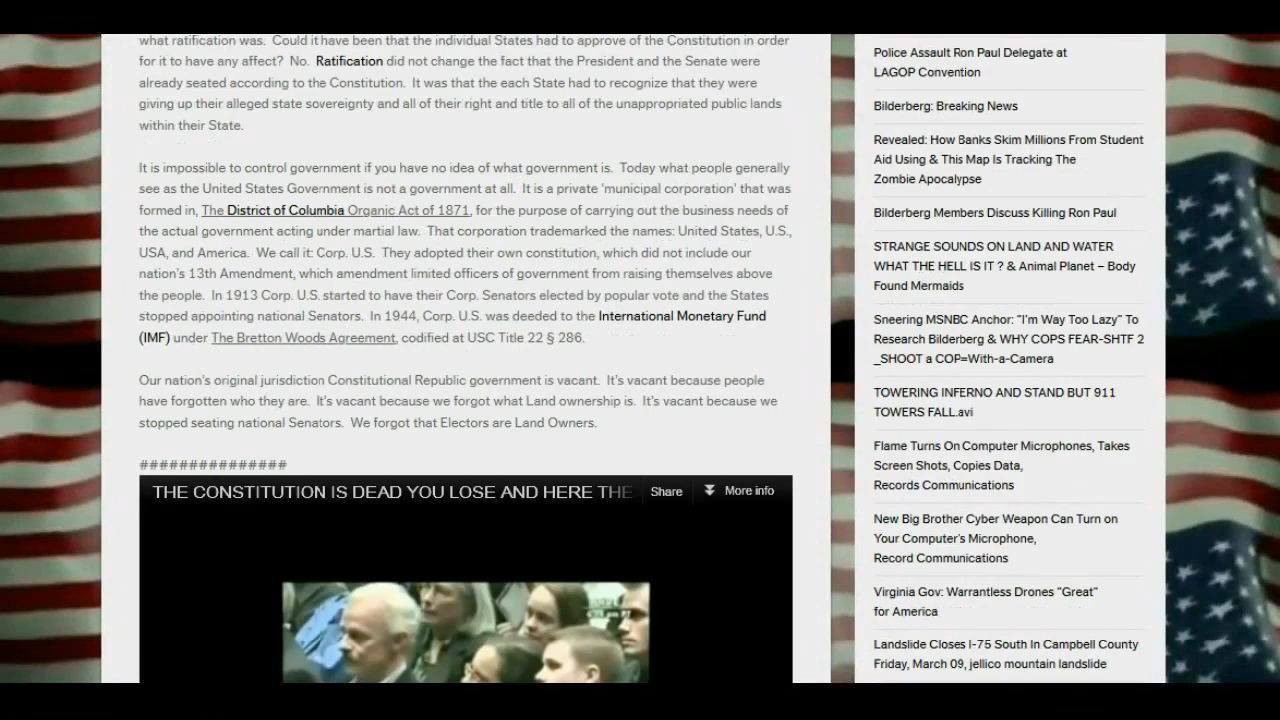 what ratification was. Could it have been that the individual States had to approve of the Constitution in order
for it to have any affect? No. Ratification did not change the fact that the President and the Senate were
already seated according to the Constitution. It was that the each State had to recognize that they were
giving up their alleged state sovereignty and all of their right and title to all of the unappropriated public lands
within their State.
It is impossible to control government if you have no idea of what government is. Today what people generally
see as the United States Government is not a government at all. It is a private ‘municipal corporation’ that was
formed in, The District of Columbia Organic Act of 1871, for the purpose of carrying out the business needs of
the actual government acting under martial law. That corporation trademarked the names: United States, U.S.,
USA, and America. We call it: Corp. U.S. They adopted their own constitution, which did not include our
nation’s 13th Amendment, which amendment limited officers of government from raising themselves above
the people. In 1913 Corp. U.S. started to have their Corp. Senators elected by popular vote and the States
stopped appointing national Senators. In 1944, Corp. U.S. was deeded to the International Monetary Fund
(IMF) under The Bretton Woods Agreement, codified at USC Title 22 § 286.
Our nation’s original jurisdiction Constitutional Republic government is vacant. It’s vacant because people
have forgotten who they are. It’s vacant because we forgot what Land ownership is. It’s vacant because we
stopped seating national Senators. We forgot that Electors are Land Owners.
###############
THE CONSTITUTION IS DEAD YOU LOSE AND HERE THE
Share
More info
Police Assault Ron Paul Delegate at
LAGOP Convention
Bilderberg: Breaking News
Revealed: How Banks Skim Millions From Student
Aid Using & This Map Is Tracking The
Zombie Apocalypse
Bilderberg Members Discuss Killing Ron Paul
STRANGE SOUNDS ON LAND AND WATER
WHAT THE HELL IS IT ? & Animal Planet – Body
Found Mermaids
Sneering MSNBC Anchor: “I’m Way Too Lazy” To
Research Bilderberg & WHY COPS FEAR-SHTF 2
_SHOOT a COP=With-a-Camera
TOWERING INFERNO AND STAND BUT 911
TOWERS FALL.avi
Flame Turns On Computer Microphones, Takes
Screen Shots, Copies Data,
Records Communications
New Big Brother Cyber Weapon Can Turn on
Your Computer’s Microphone,
Record Communications
Virginia Gov: Warrantless Drones “Great”
for America
Landslide Closes I-75 South In Campbell County
Friday, March 09, jellico mountain landslide